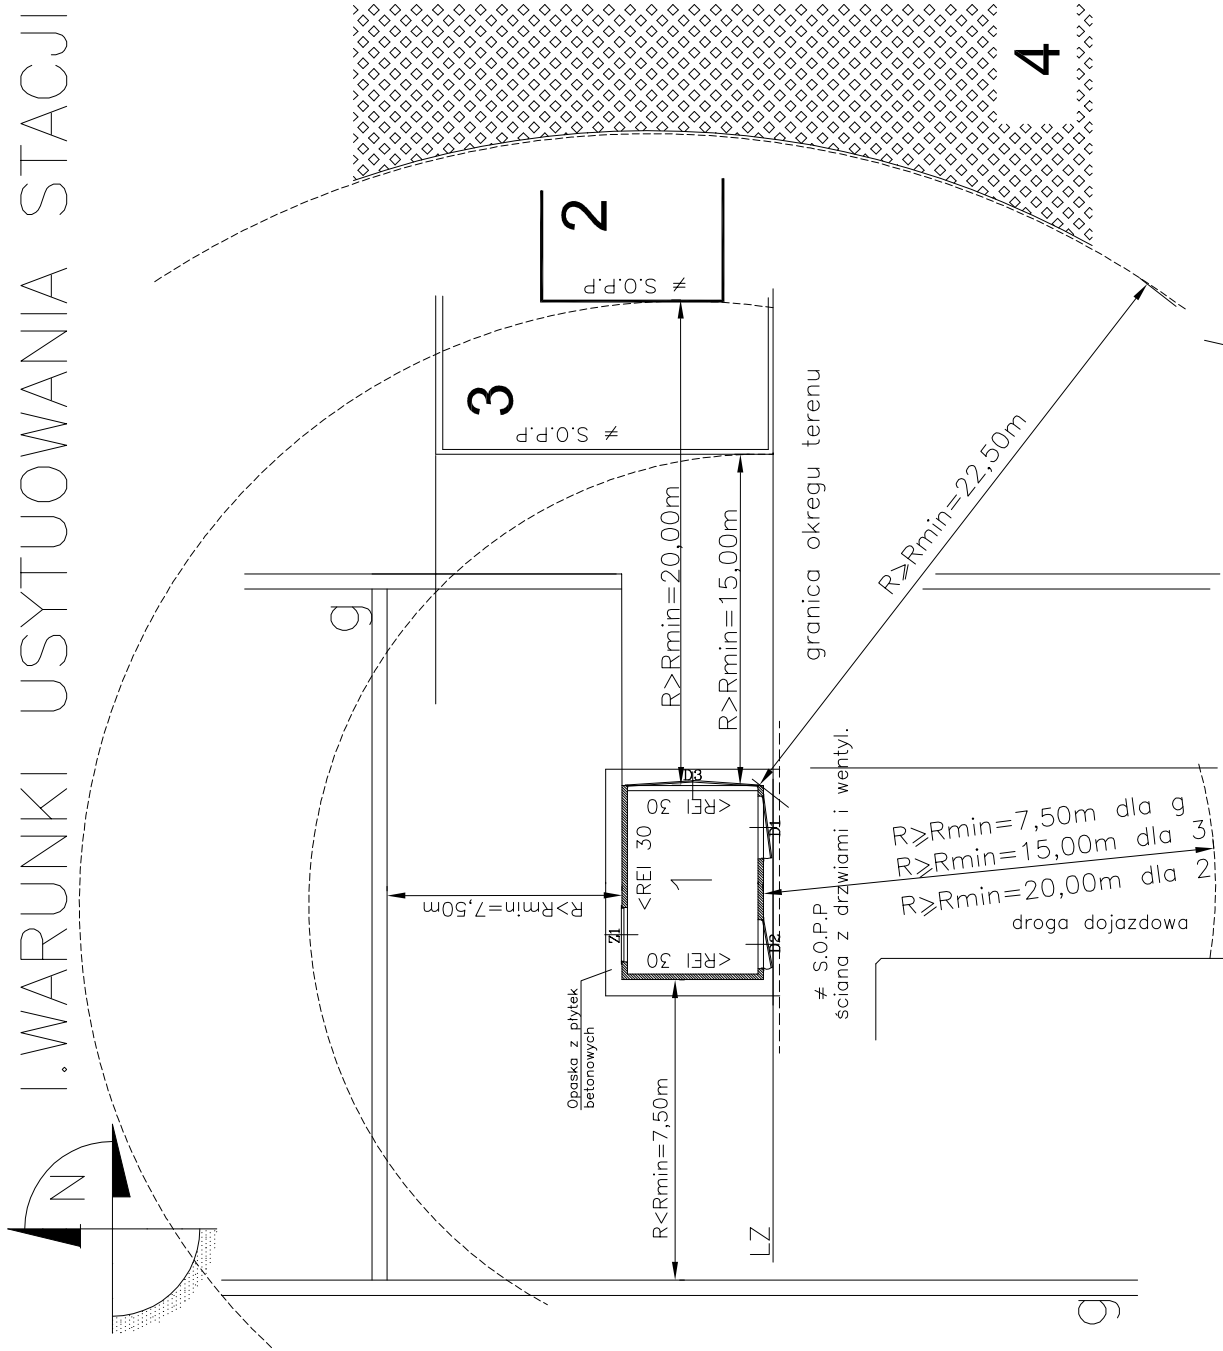 I.WARUNKI USYTUOWANIA STACJI
N
4
2
≠ S.O.P.P
3
≠ S.O.P.P
g
R>Rmin=20,00m
R>Rmin=15,00m
granica okregu terenu
R⩾Rmin=22,50m
R>Rmin=7,50m
<REI 30
<REI 30
<REI 30
1
D3
D1
D2
Z1
R⩾Rmin=7,50m dla g
R⩾Rmin=15,00m dla 3
R⩾Rmin=20,00m dla 2
droga dojazdowa
≠ S.O.P.P
ściana z drzwiami i wentyl.
Opaska z płytek
betonowych
R<Rmin=7,50m
LZ
g